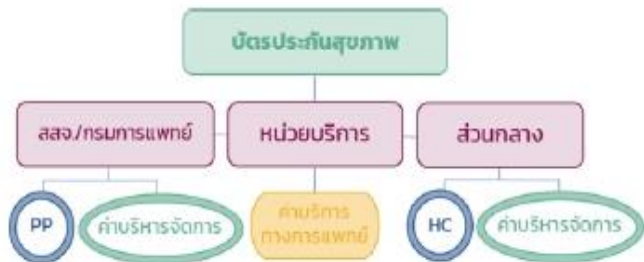 บัตรประกันสุขภาพ
สสจ./กรมการแพทย์
หน่วยบริการ
ส่วนกลาง
PP
ค่าบริหารจัดการ
ค่าบริการ
ทางการแพทย์
HC
ค่าบริหารจัดการ